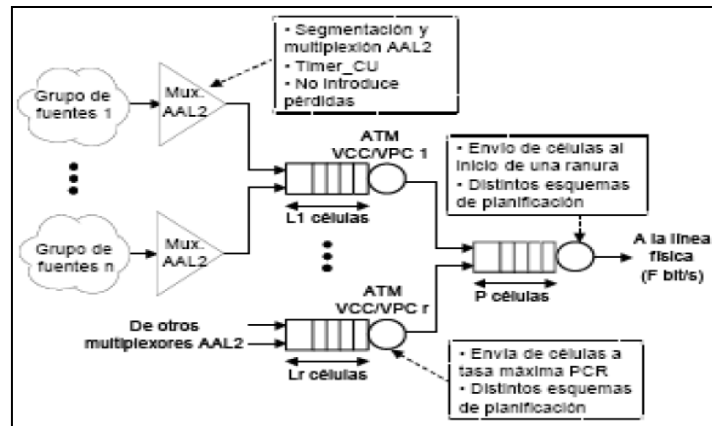 • Segmentación y
multiplexión AAL2
• Timer_CU
• No introduce
pérdidas
Grupo de
fuentes 1
Mux.
AAL2
ATM
VCC/VPC 1
L1 células
• Envío de células al
inicio de una ranura
• Distintos esquemas
de planificación
Grupo de
fuentes n
Mux.
AAL2
A la línea
física
(F bit/s)
P células
ATM
VCC/VPC r
De otros
multiplexores AAL2
Lr células
• Envía de células a
tasa máxima PCR
• Distintos esquemas
de planificación